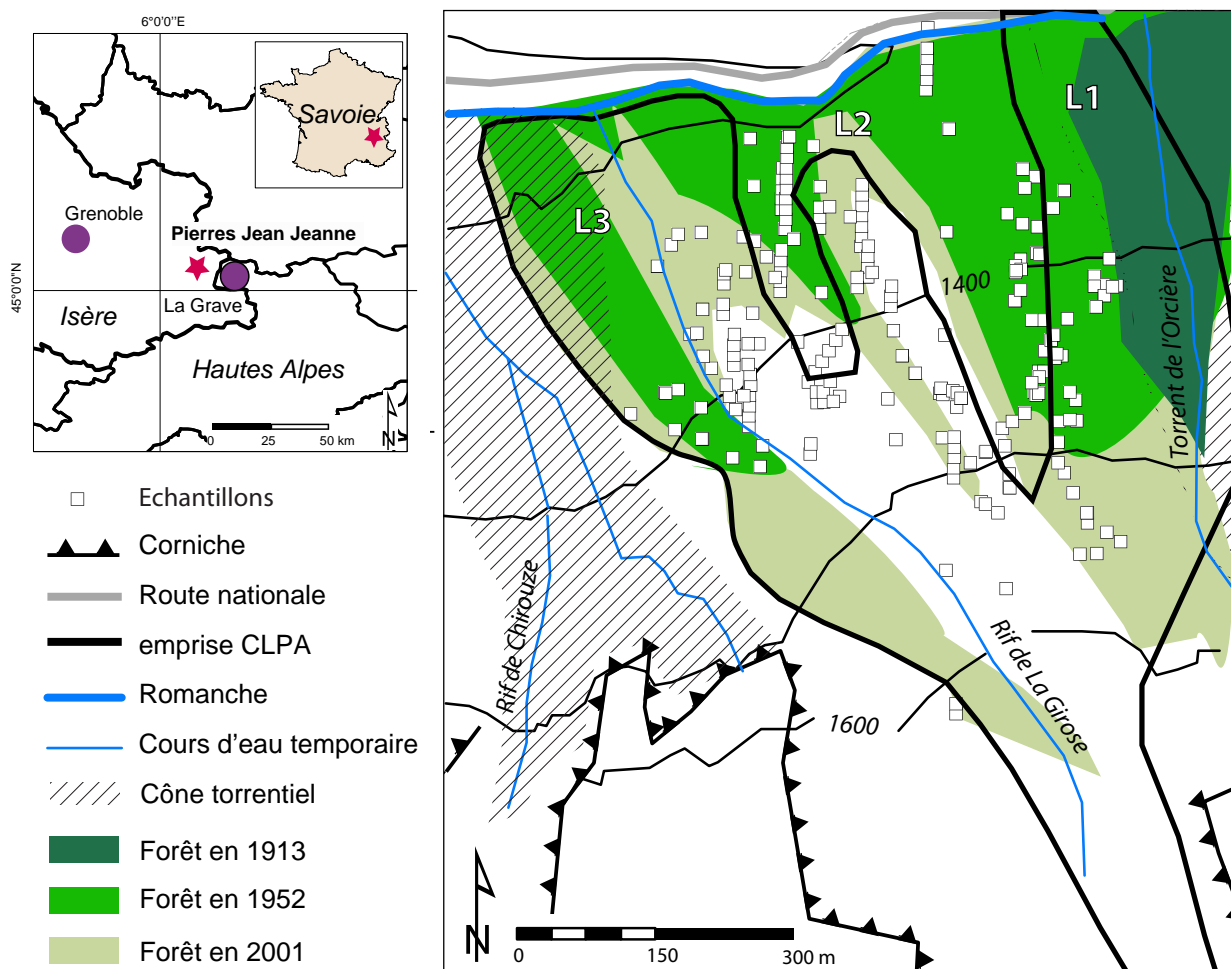 6°0'0''E
45°0'0''N
Savoie
Grenoble
Pierres Jean Jeanne
La Grave
Isère
Hautes Alpes
N
0 25 50 km
Echantillons
Corniche
Route nationale
emprise CLPA
Romanche
Cours d'eau temporaire
Cône torrentiel
Forêt en 1913
Forêt en 1952
Forêt en 2001
L1
L2
L3
1400
Torrent de l'Orcière
Rif de Chirouze
Rif de La Girose
1600
N
0 150 300 m